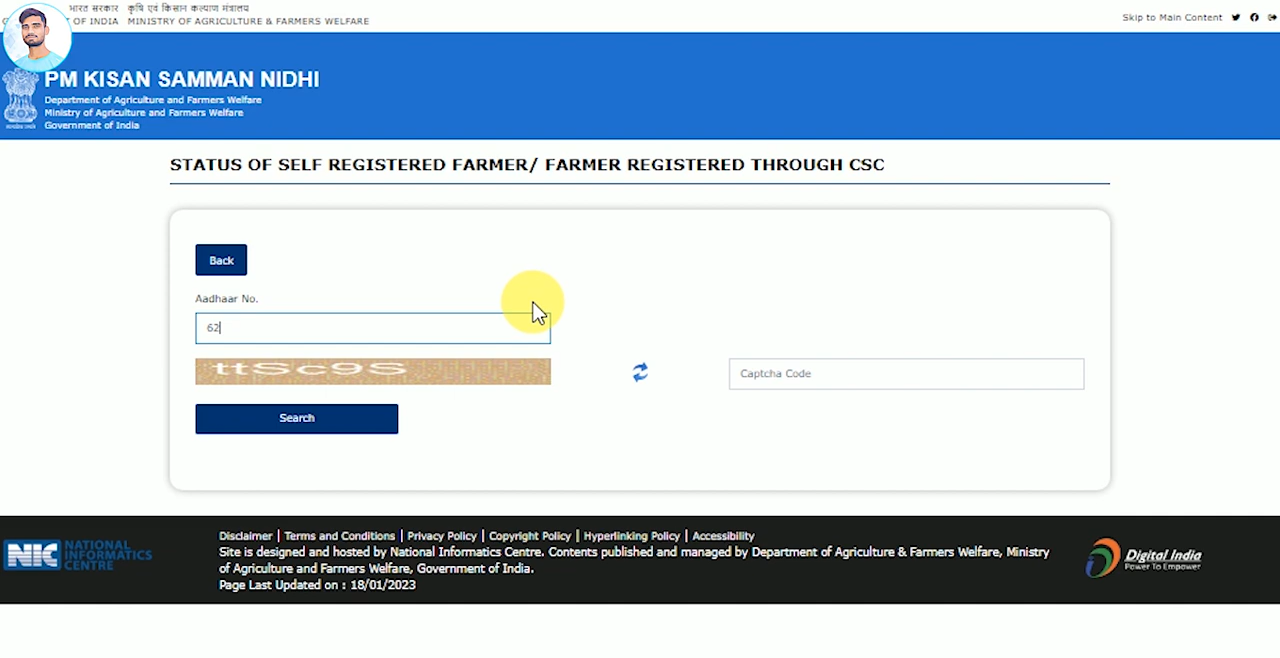 भारत सरकार कृषि एवं किसान कल्याण मंत्रालय
OF INDIA MINISTRY OF AGRICULTURE & FARMERS WELFARE
Skip to Main Content
PM KISAN SAMMAN NIDHI
Department of Agriculture and Farmers Welfare
Ministry of Agriculture and Farmers Welfare
Government of India
STATUS OF SELF REGISTERED FARMER/ FARMER REGISTERED THROUGH CSC
Back
Aadhaar No.
62
ttSc9S
Captcha Code
Search
Disclaimer | Terms and Conditions | Privacy Policy | Copyright Policy | Hyperlinking Policy | Accessibility
Site is designed and hosted by National Informatics Centre. Contents published and managed by Department of Agriculture & Farmers Welfare, Ministry
of Agriculture and Farmers Welfare, Government of India.
Page Last Updated on : 18/01/2023
NIC NATIONAL
INFORMATICS
CENTRE
Digital India
Power To Empower